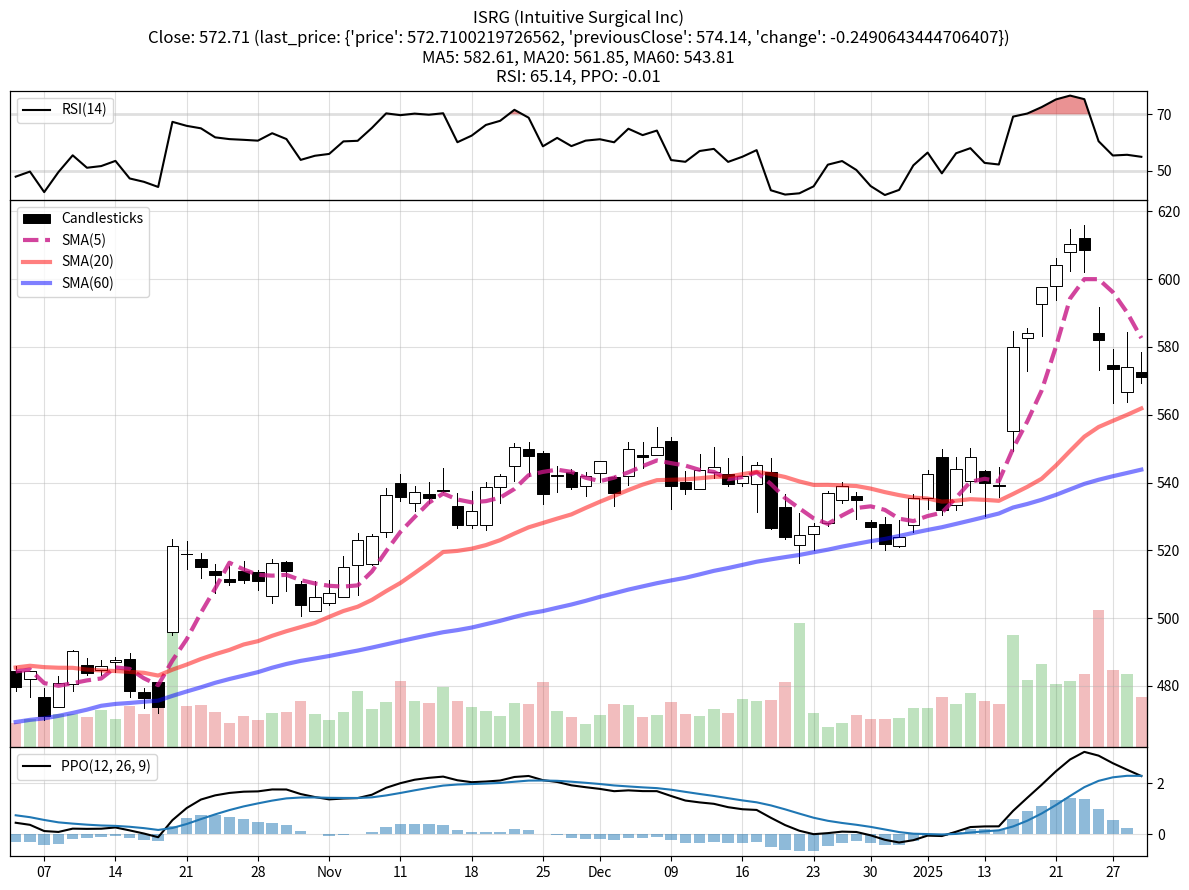 ISRG (Intuitive Surgical Inc)
Close: 572.71 (last_price: {'price': 572.7100219726562, 'previousClose': 574.14, 'change': -0.2490643444706407})
MA5: 582.61, MA20: 561.85, MA60: 543.81
RSI: 65.14, PPO: -0.01
RSI(14)
70
50
Candlesticks
SMA(5)
SMA(20)
SMA(60)
620
600
580
560
540
520
500
480
PPO(12, 26, 9)
2
0
07 14 21 28 Nov 11 18 25 Dec 09 16 23 30 2025 13 21 27